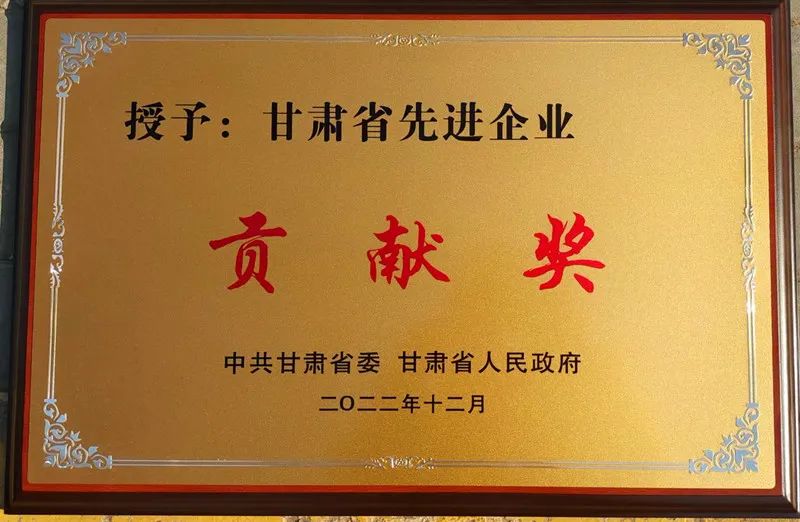 授予：甘肃省先进企业
贡献奖
中共甘肃省委 甘肃省人民政府
二〇二二年十二月